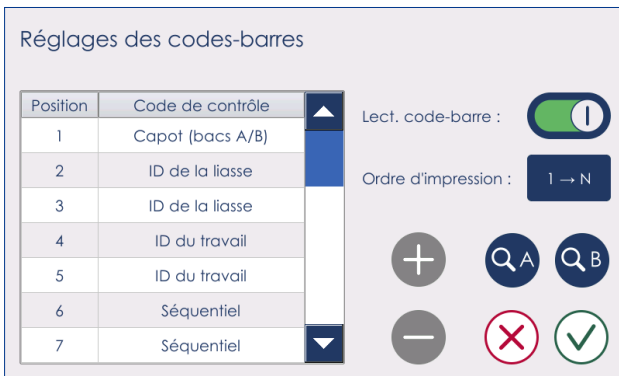 Réglages des codes-barres
Position Code de contrôle
1 Capot (bacs A/B)
2 ID de la liasse
3 ID de la liasse
4 ID du travail
5 ID du travail
6 Séquentiel
7 Séquentiel
Lect. code-barre :
Ordre d'impression : 1 → N
A B